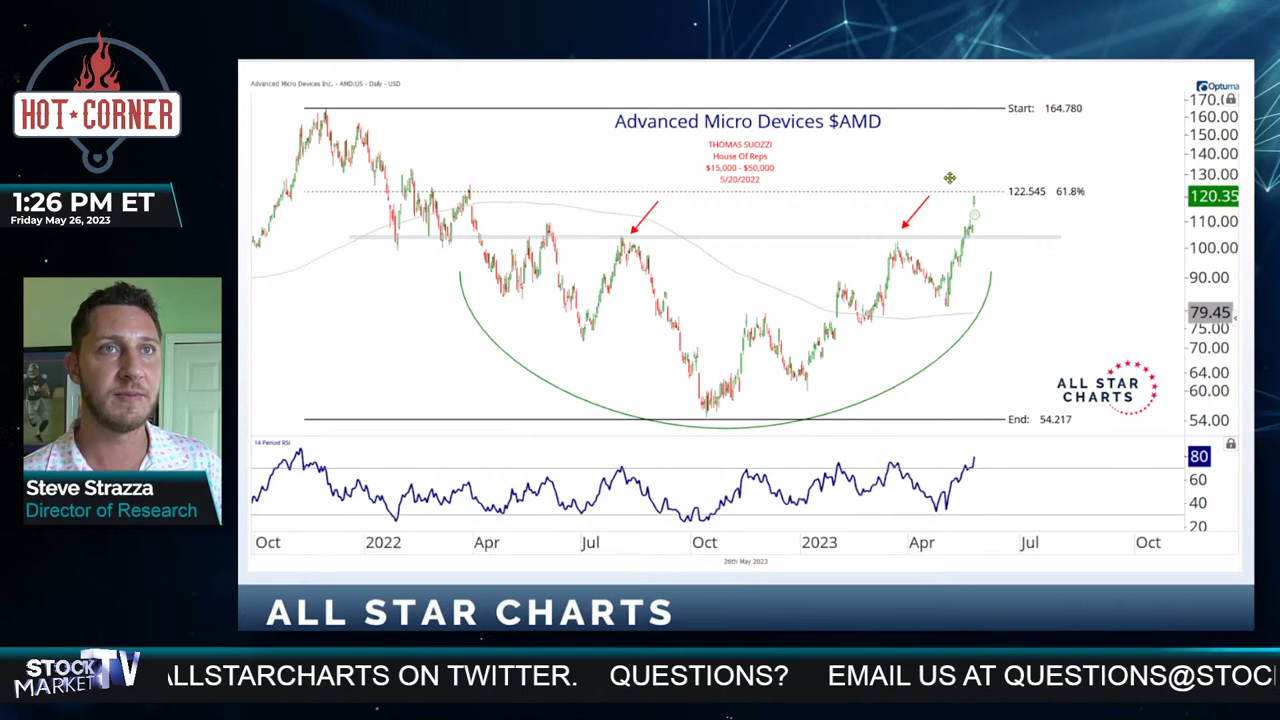 HOT★CORNER
1:26 PM ET
Friday May 26, 2023
Steve Strazza
Director of Research
Advanced Micro Devices Inc. - AMD:US - Daily - USD
Optuma
Advanced Micro Devices $AMD
THOMAS SUOZZI
House Of Reps
$15,000 - $50,000
5/20/2022
Start: 164.780
122.545 61.8%
End: 54.217
170.0
160.00
150.00
140.00
130.00
120.35
110.00
100.00
90.00
79.45
75.00
70.00
64.00
60.00
54.00
ALL STAR
CHARTS
14 Period RSI
80
60
40
20
Oct 2022 Apr Jul Oct 2023 Apr Jul Oct
26th May 2023
ALL STAR CHARTS
STOCK
MARKET TV
ALLSTARCHARTS ON TWITTER. QUESTIONS? EMAIL US AT QUESTIONS@STOC